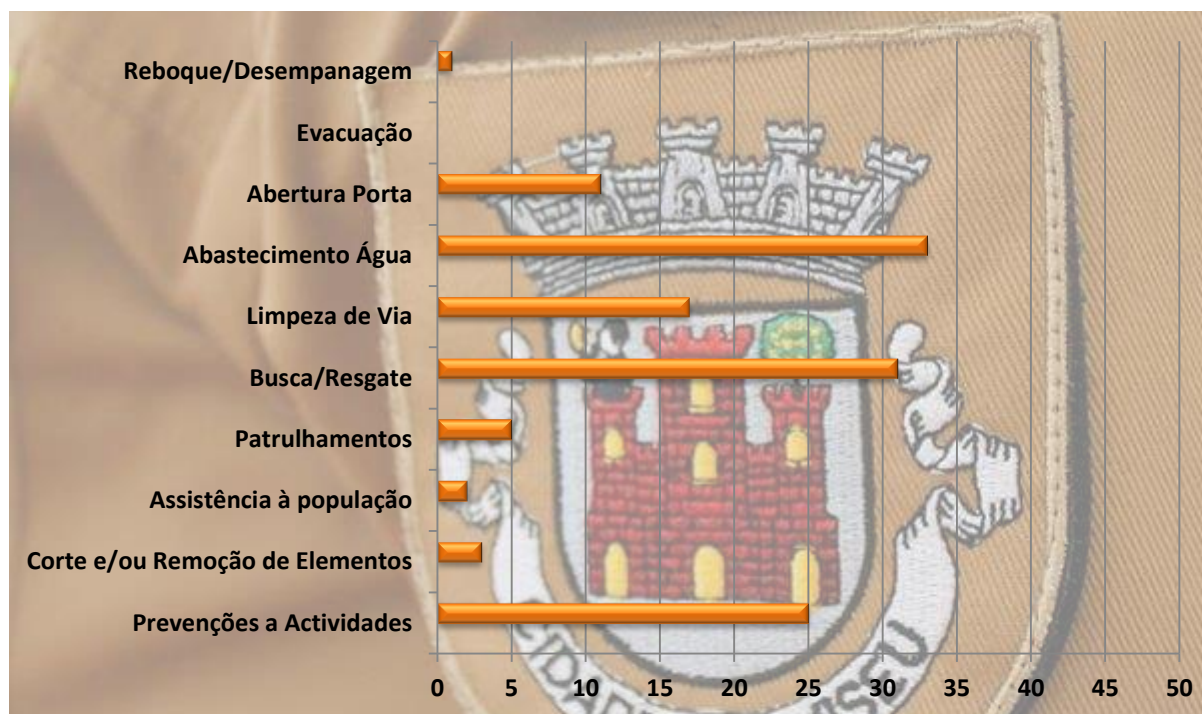 Reboque/Desempanagem
Evacuação
Abertura Porta
Abastecimento Água
Limpeza de Via
Busca/Resgate
Patrulhamentos
Assistência à população
Corte e/ou Remoção de Elementos
Prevenções a Actividades
0 5 10 15 20 25 30 35 40 45 50